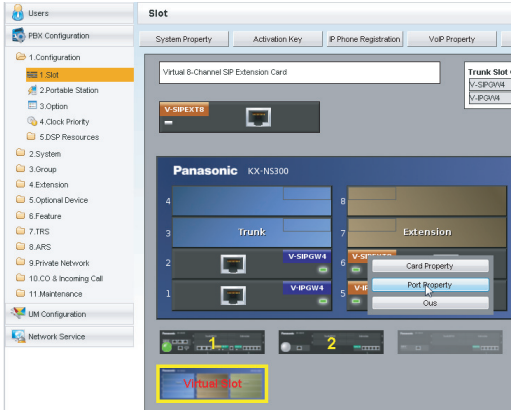 Users
PBX Configuration
1.Configuration
1.Slot
2.Portable Station
3.Option
4.Clock Priority
5.DSP Resources
2.System
3.Group
4.Extension
5.Optional Device
6.Feature
7.TRS
8.ARS
9.Private Network
10.CO & Incoming Call
11.Maintenance
UM Configuration
Network Service
Slot
System Property Activation Key IP Phone Registration VoIP Property
Virtual 8-Channel SIP Extension Card
Trunk Slot
V-SIPGW4
V-IPGW4
V-SIPEXT8
Panasonic KX-NS300
4 8
3 Trunk 7 Extension
2 V-SIPGW4 6
1 V-IPGW4 5
Card Property
Port Property
Ous
1 2
Virtual Slot